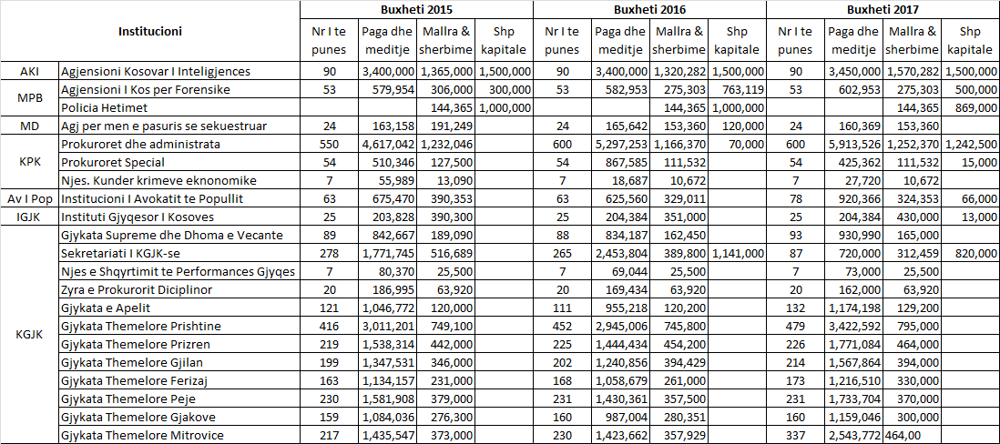 Institucioni Buxheti 2015 Buxheti 2016 Buxheti 2017
Nr I te punes Paga dhe meditje Mallra & sherbime Shp kapitale Nr I te punes Paga dhe meditje Mallra & sherbime Shp kapitale Nr I te punes Paga dhe meditje Mallra & sherbime Shp kapitale
AKI Agjensioni Kosovar I Inteligjences 90 3,400,000 1,365,000 1,500,000 90 3,400,000 1,320,282 1,500,000 90 3,450,000 1,570,282 1,500,000
MPB Agjensioni I Kos per Forensike 53 579,954 306,000 300,000 53 582,953 275,303 763,119 53 602,953 275,303 500,000
Policia Hetimet 144,365 1,000,000 144,365 1,000,000 144,365 869,000
MD Agj per men e pasuris se sekuestruar 24 163,158 191,249 24 165,642 153,360 120,000 24 160,369 153,360
KPK Prokuroret dhe administrata 550 4,617,042 1,232,046 600 5,297,253 1,166,370 70,000 600 5,913,526 1,252,370 1,242,500
Prokuroret Special 54 510,346 127,500 54 867,585 111,532 54 425,362 111,532 15,000
Njes. Kunder krimeve eknonomike 7 55,989 13,090 7 18,687 10,672 7 27,720 10,672
Av I Pop Institucioni I Avokatit te Popullit 63 675,470 390,353 63 625,560 329,011 78 920,366 324,353 66,000
IGJK Instituti Gjyqesor I Kosoves 25 203,828 390,300 25 204,384 351,000 25 204,384 430,000 13,000
KGJK Gjykata Supreme dhe Dhoma e Vecante 89 842,667 189,090 88 834,187 162,450 93 930,990 165,000
Sekretariati I KGJK-se 278 1,771,745 516,689 265 2,453,804 389,800 1,141,000 87 720,000 312,459 820,000
Njes e Shqyrtimit te Performances Gjyqes 7 80,370 25,500 7 69,044 25,500 7 73,000 25,500
Zyra e Prokurorit Diciplinor 20 186,995 63,920 20 169,434 63,920 20 162,000 63,920
Gjykata e Apelit 121 1,046,772 120,000 111 955,218 120,200 132 1,174,198 129,200
Gjykata Themelore Prishtine 416 3,011,201 749,100 452 2,945,006 745,800 479 3,422,592 795,000
Gjykata Themelore Prizren 219 1,538,314 442,000 225 1,444,434 454,200 226 1,771,084 464,000
Gjykata Themelore Gjilan 199 1,347,531 346,000 202 1,240,856 394,429 214 1,567,864 394,000
Gjykata Themelore Ferizaj 163 1,134,157 231,000 168 1,058,679 261,000 173 1,216,510 330,000
Gjykata Themelore Peje 230 1,581,908 379,000 231 1,430,361 357,500 231 1,733,704 370,000
Gjykata Themelore Gjakove 159 1,084,036 276,300 160 987,004 280,351 160 1,159,046 300,000
Gjykata Themelore Mitrovice 217 1,435,547 373,000 230 1,423,662 357,929 337 2,543,772 464,00